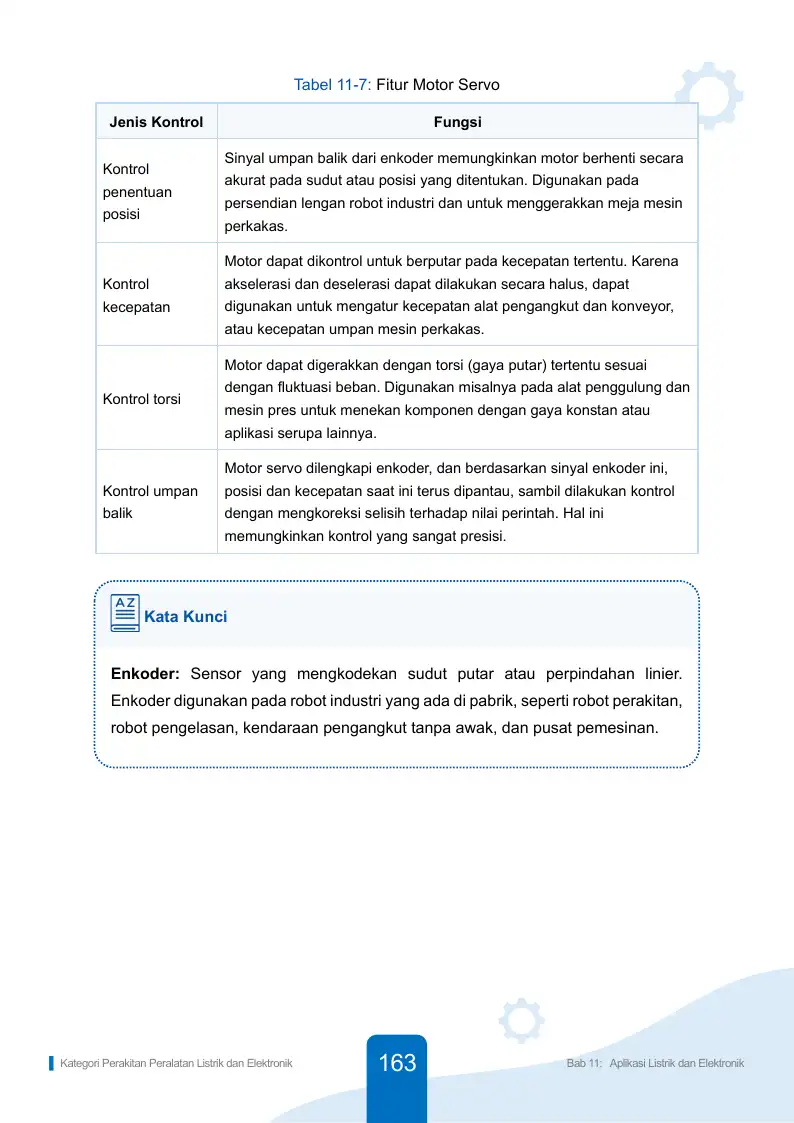 Tabel 11-7: Fitur Motor Servo
Jenis Kontrol
Fungsi
Kontrol
penentuan
posisi
Sinyal umpan balik dari enkoder memungkinkan motor berhenti secara
akurat pada sudut atau posisi yang ditentukan. Digunakan pada
persendian lengan robot industri dan untuk menggerakkan meja mesin
perkakas.
Kontrol
kecepatan
Motor dapat dikontrol untuk berputar pada kecepatan tertentu. Karena
akselerasi dan deselerasi dapat dilakukan secara halus, dapat
digunakan untuk mengatur kecepatan alat pengangkut dan konveyor,
atau kecepatan umpan mesin perkakas.
Kontrol torsi
Motor dapat digerakkan dengan torsi (gaya putar) tertentu sesuai
dengan fluktuasi beban. Digunakan misalnya pada alat penggulung dan
mesin pres untuk menekan komponen dengan gaya konstan atau
aplikasi serupa lainnya.
Kontrol umpan
balik
Motor servo dilengkapi enkoder, dan berdasarkan sinyal enkoder ini,
posisi dan kecepatan saat ini terus dipantau, sambil dilakukan kontrol
dengan mengkoreksi selisih terhadap nilai perintah. Hal ini
memungkinkan kontrol yang sangat presisi.
AZ
Kata Kunci
Enkoder: Sensor yang mengkodekan sudut putar atau perpindahan linier.
Enkoder digunakan pada robot industri yang ada di pabrik, seperti robot perakitan,
robot pengelasan, kendaraan pengangkut tanpa awak, dan pusat pemesinan.
Kategori Perakitan Peralatan Listrik dan Elektronik
163
Bab 11: Aplikasi Listrik dan Elektronik